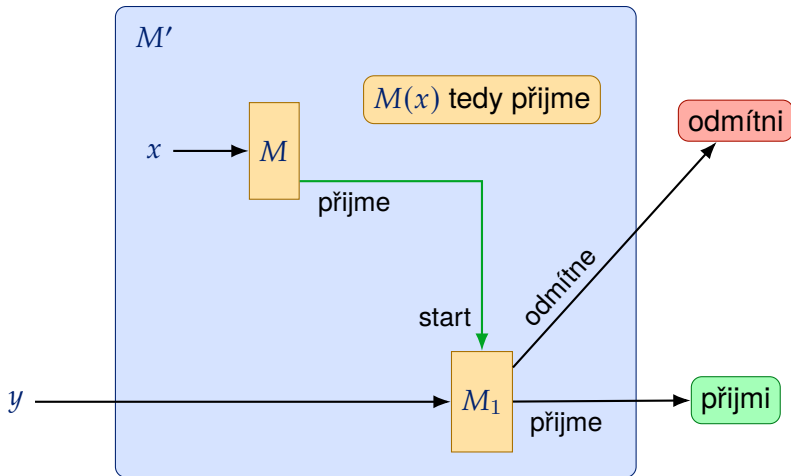 M′
M(x) tedy přijme
odmítni
x
M
přijme
odmítne
start
y
M₁
přijmi
přijme